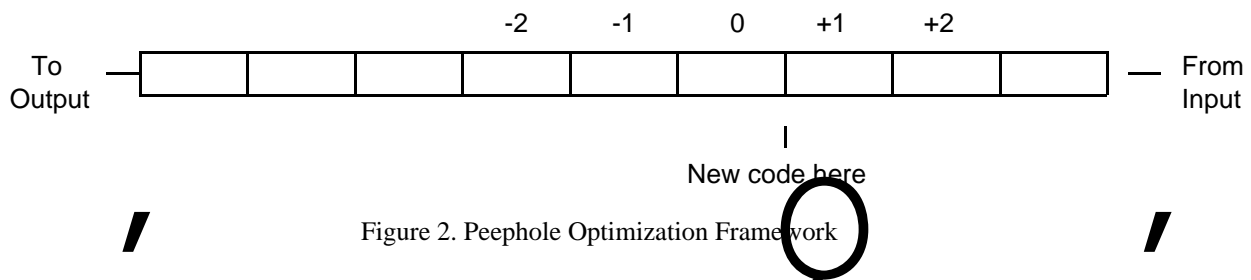 -2 -1 0 +1 +2
To Output
From Input
New code here
, ,
Figure 2. Peephole Optimization Framework